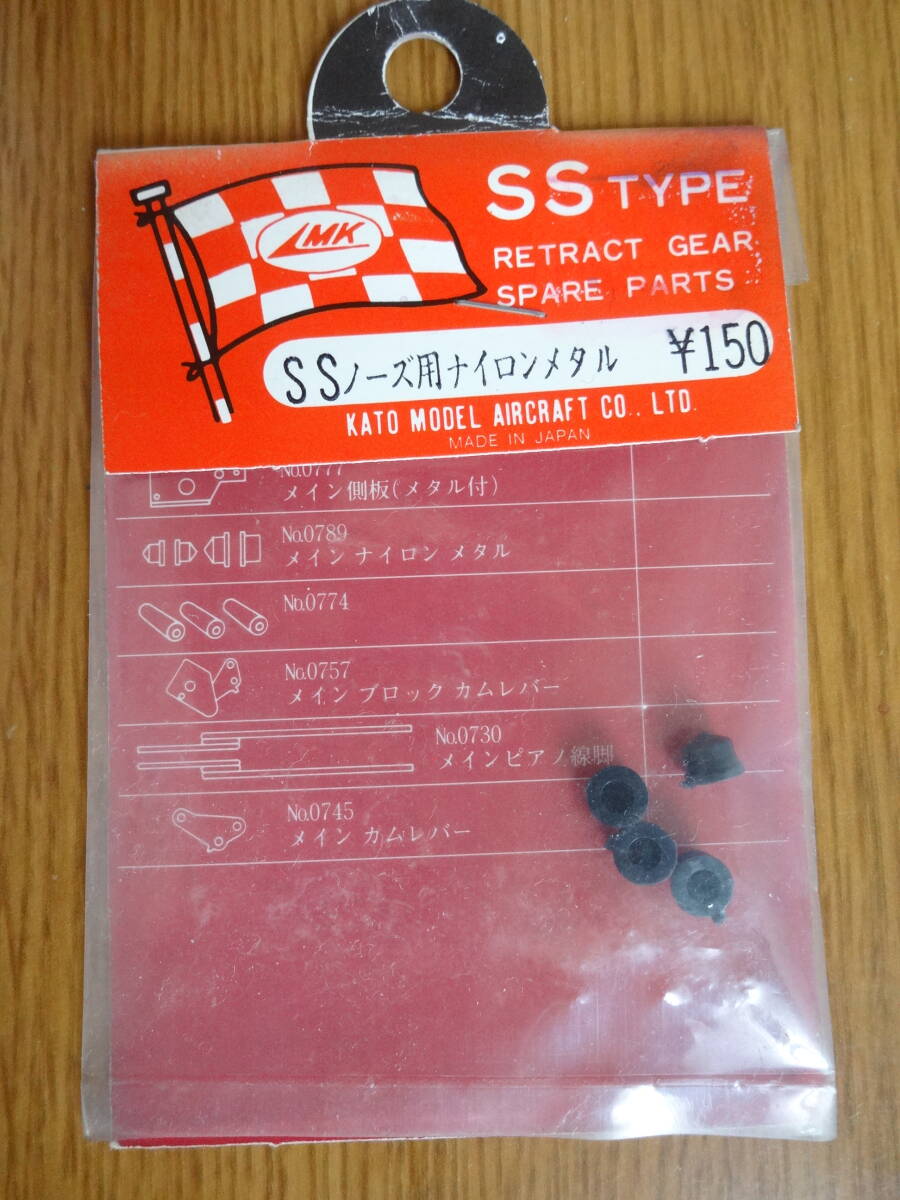 MK
SS TYPE
RETRACT GEAR
SPARE PARTS
SSノーズ用ナイロンメタル ¥150
KATO MODEL AIRCRAFT CO., LTD.
MADE IN JAPAN
No.0777
メイン側板(メタル付)
No.0789
メイン ナイロン メタル
No.0774
No.0757
メイン ブロック カムレバー
No.0730
メインピアノ線脚
No.0745
メイン カムレバー